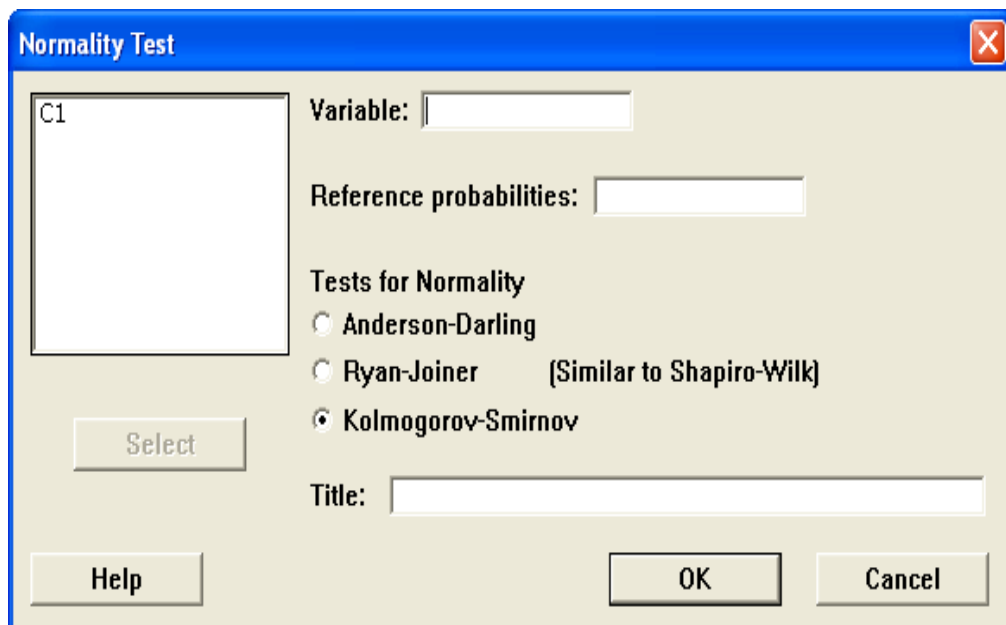 Normality Test
C1
Variable:
Reference probabilities:
Tests for Normality
Anderson-Darling
Ryan-Joiner (Similar to Shapiro-Wilk)
Kolmogorov-Smirnov
Select
Title:
Help OK Cancel